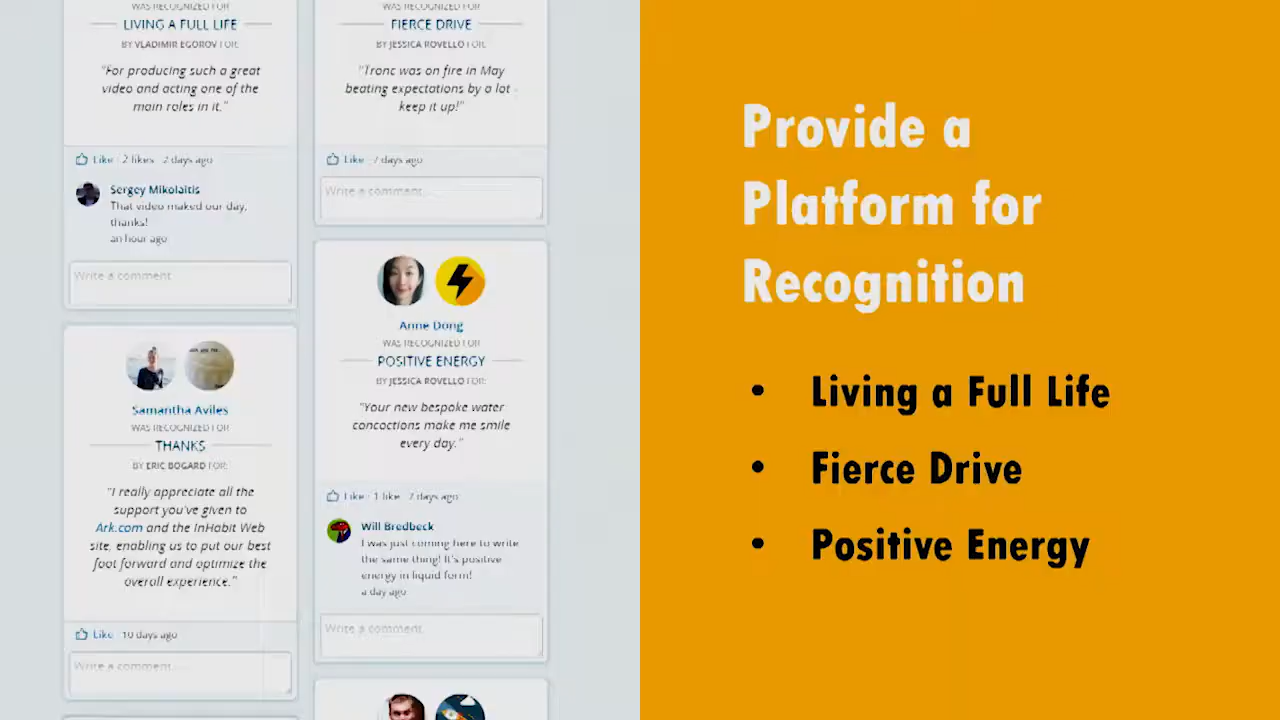 WAS RECOGNIZED FOR
LIVING A FULL LIFE
BY VLADIMIR EGOROV FOR:
"For producing such a great
video and acting one of the
main roles in it."
Like · 2 likes · 2 days ago
Sergey Mikolaitis
That video maked our day,
thanks!
an hour ago
Write a comment
Samantha Aviles
WAS RECOGNIZED FOR
THANKS
BY ERIC BOGARD FOR:
"I really appreciate all the
support you've given to
Ark.com and the InHabit Web
site, enabling us to put our best
foot forward and optimize the
overall experience."
Like · 10 days ago
Write a comment...
WAS RECOGNIZED FOR
FIERCE DRIVE
BY JESSICA ROVELLO FOR:
"Tronc was on fire in May
beating expectations by a lot -
keep it up!"
Like · 7 days ago
Write a comment...
Anne Dong
WAS RECOGNIZED FOR
POSITIVE ENERGY
BY JESSICA ROVELLO FOR:
"Your new bespoke water
concoctions make me smile
every day."
Like · 1 like · 7 days ago
Will Bredbeck
I was just coming here to write
the same thing! It's positive
energy in liquid form!
a day ago
Write a comment
Provide a
Platform for
Recognition
• Living a Full Life
• Fierce Drive
• Positive Energy